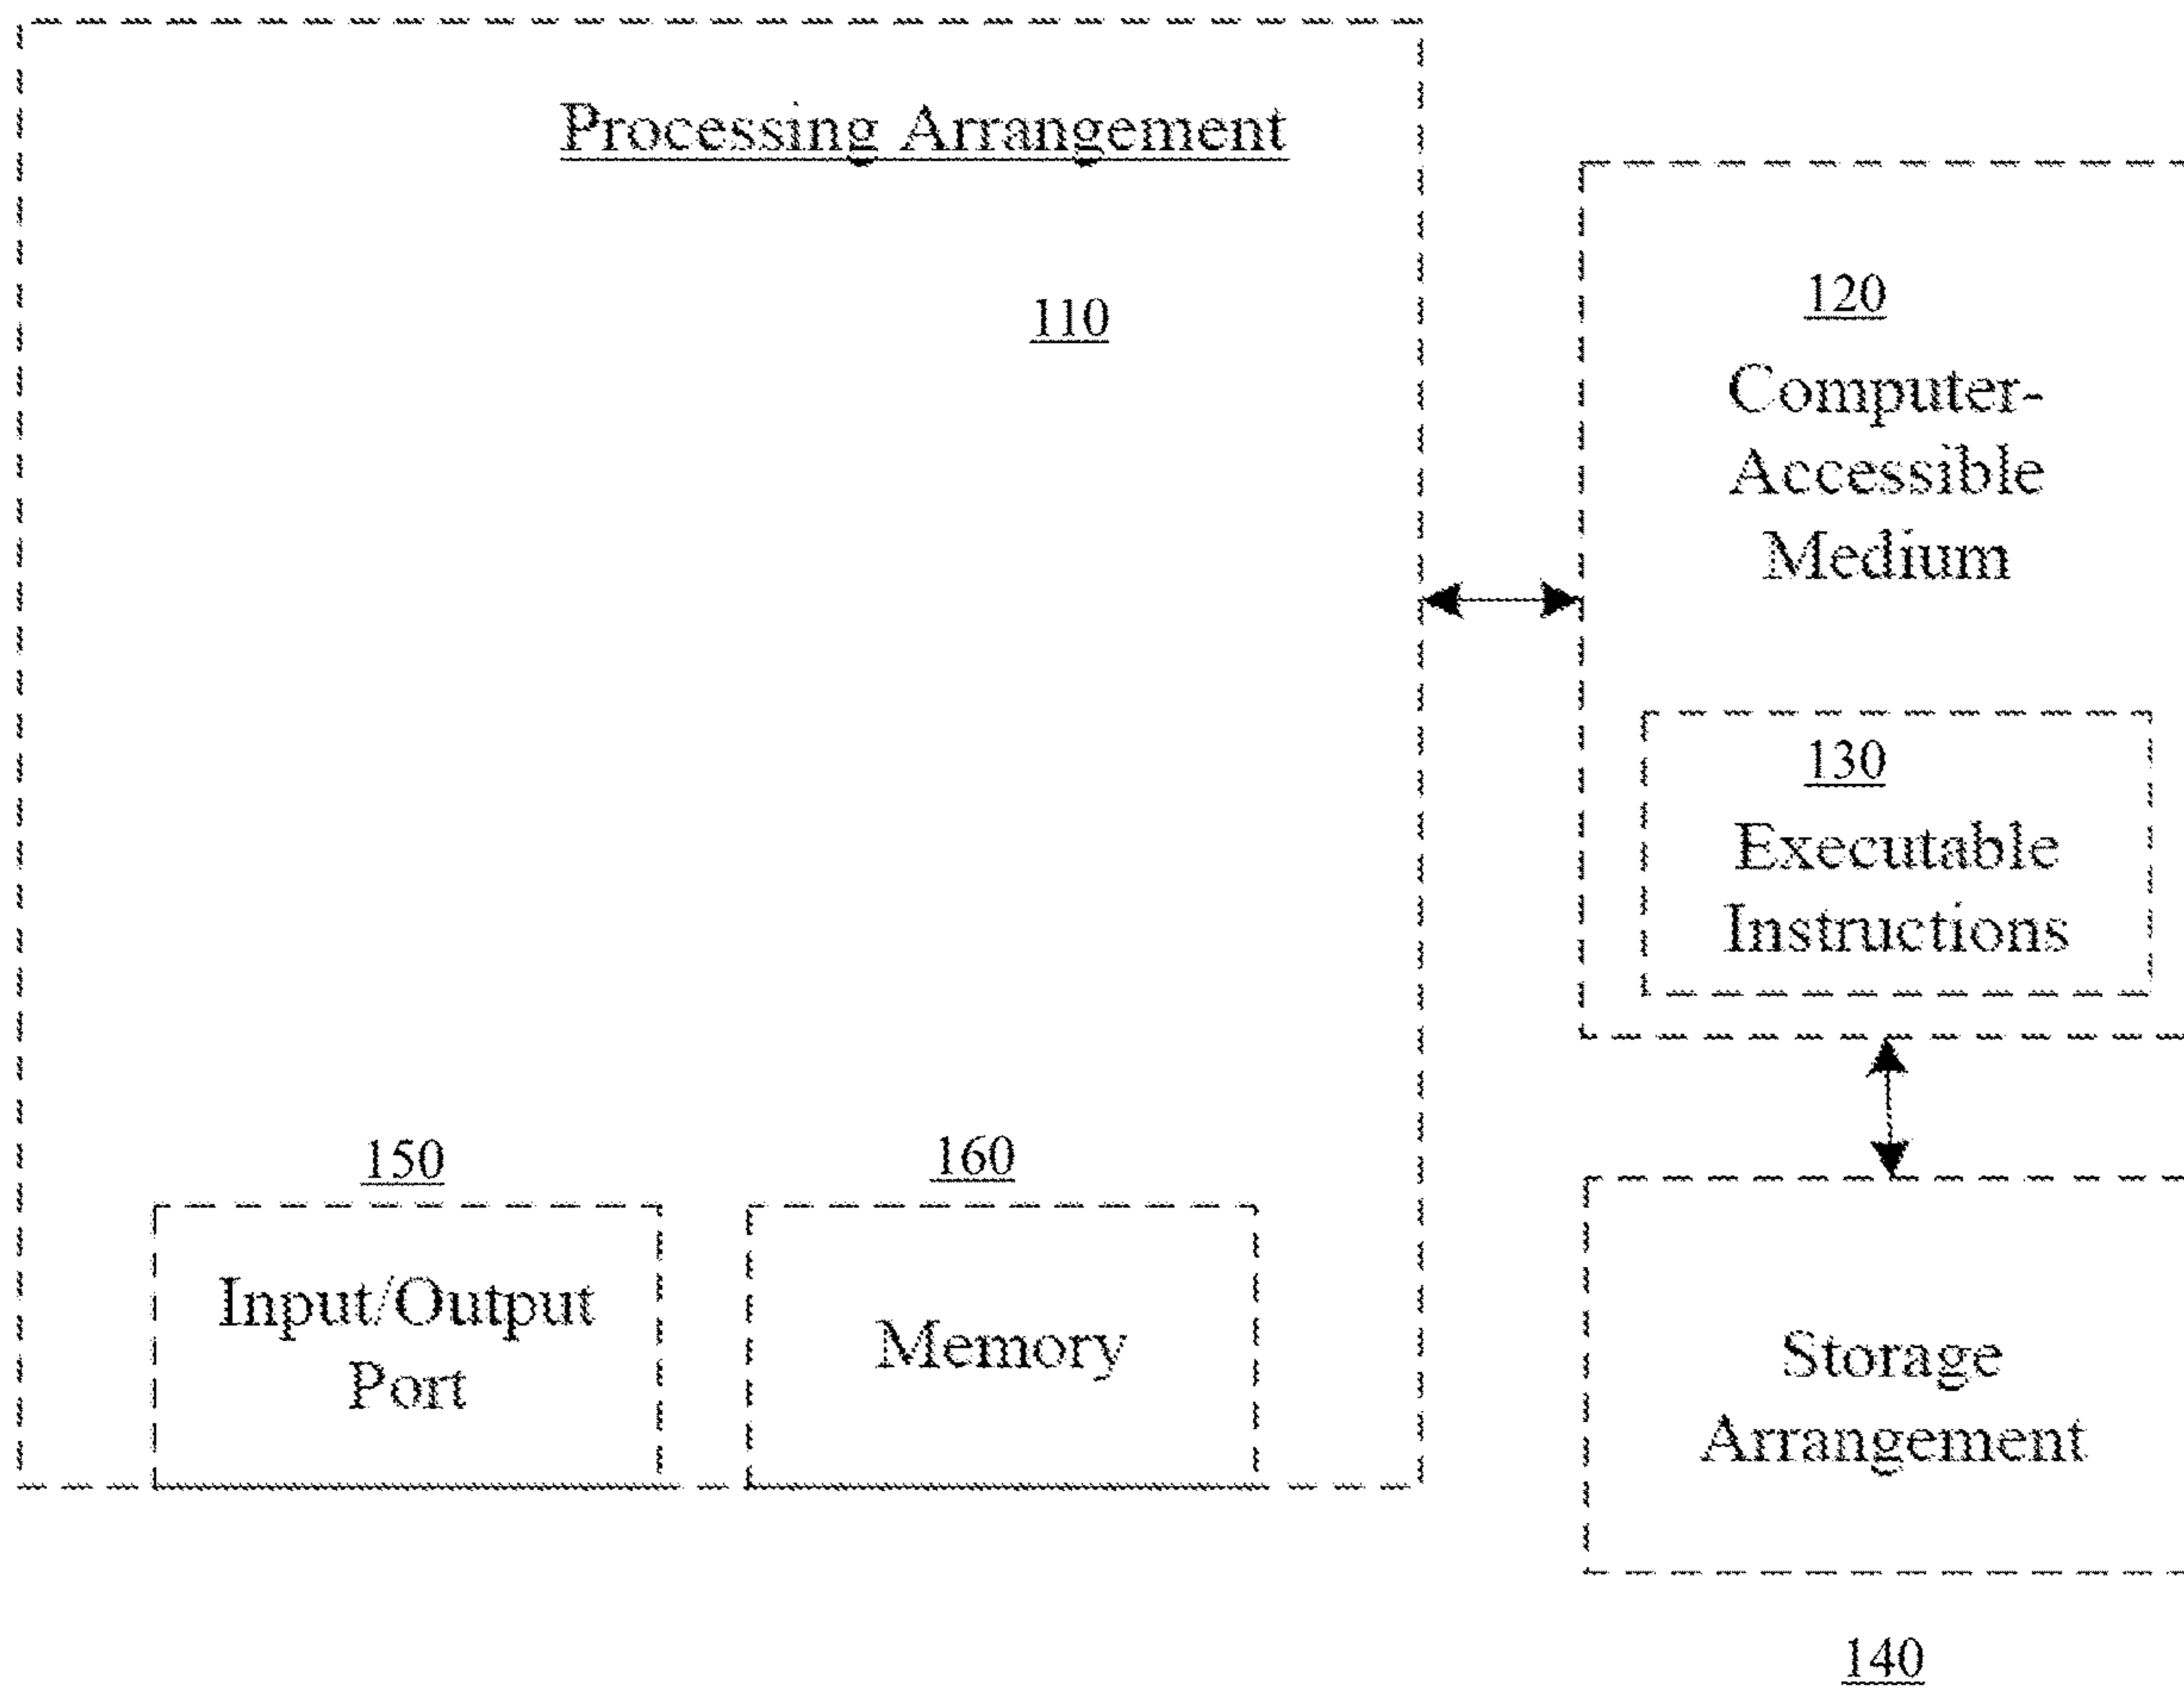 Processing Arrangement
110
120
Computer-
Accessible
Medium
130
Executable
Instructions
150
Input/Output
Port
160
Memory
Storage
Arrangement
140